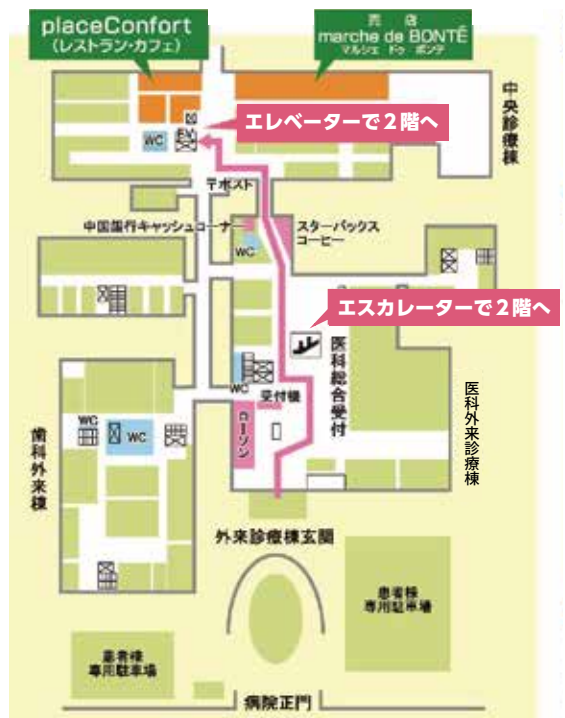 placeConfort
(レストラン・カフェ)
売店
marche de BONTÉ
マルシェ ドゥ ボンテ
中央診療棟
エレベーターで2階へ
WC
EV
〒ポスト
中国銀行キャッシュコーナー
スターバックス
コーヒー
WC
エスカレーターで2階へ
医科総合受付
WC
受付機
ローソン
医科外来診療棟
WC
WC
歯科外来棟
外来診療棟玄関
患者様
専用駐車場
患者様
専用駐車場
病院正門